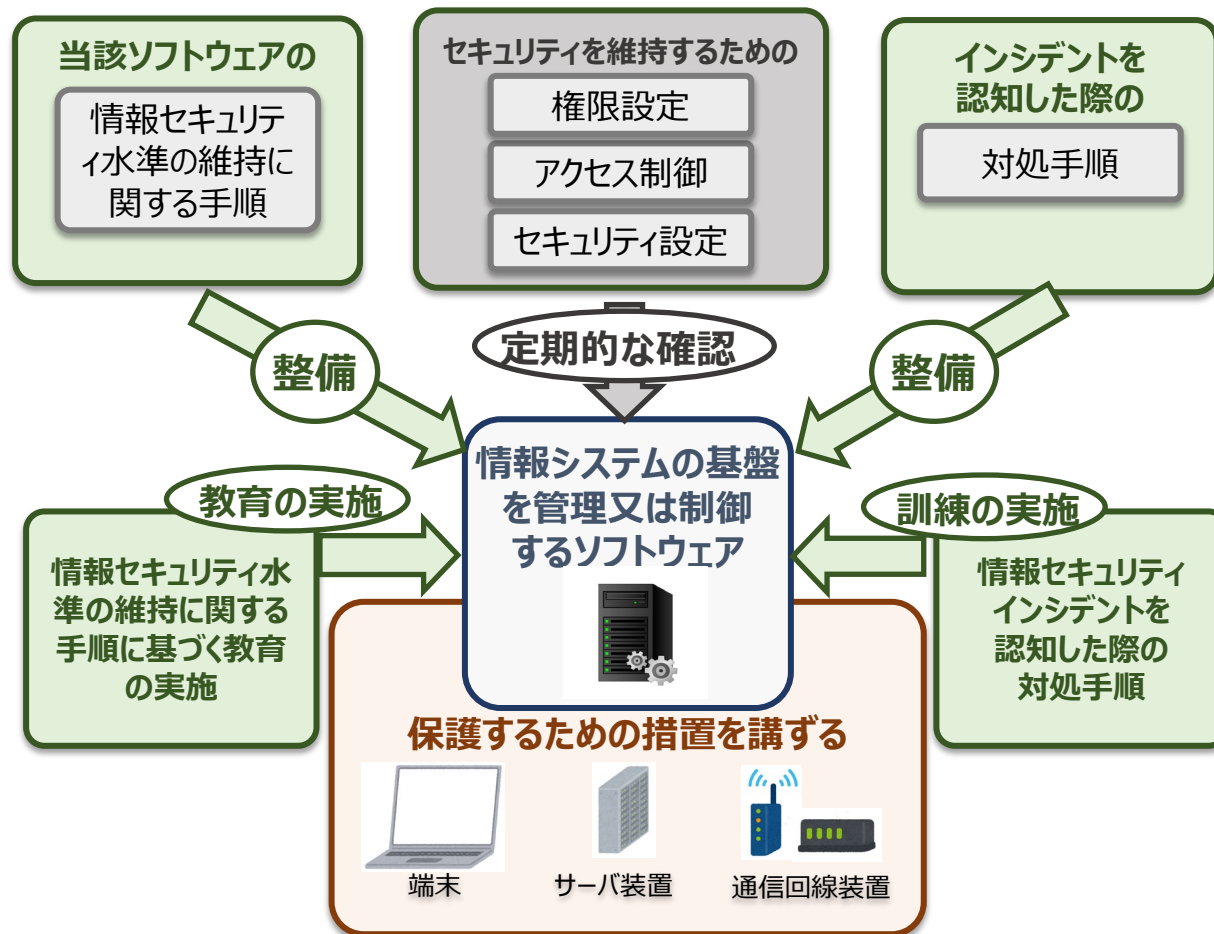 当該ソフトウェアの
情報セキュリテ
ィ水準の維持に
関する手順
セキュリティを維持するための
権限設定
アクセス制御
セキュリティ設定
インシデントを
認知した際の
対処手順
整備
定期的な確認
整備
情報システムの基盤
を管理又は制御
するソフトウェア
教育の実施
情報セキュリティ水
準の維持に関する
手順に基づく教育
の実施
訓練の実施
情報セキュリティ
インシデントを
認知した際の
対処手順
保護するための措置を講ずる
端末
サーバ装置
通信回線装置